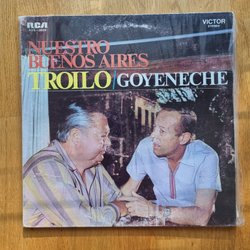 RCA
VICTOR
NUESTRO
BUENOS AIRES
TROILO/GOYENECHE